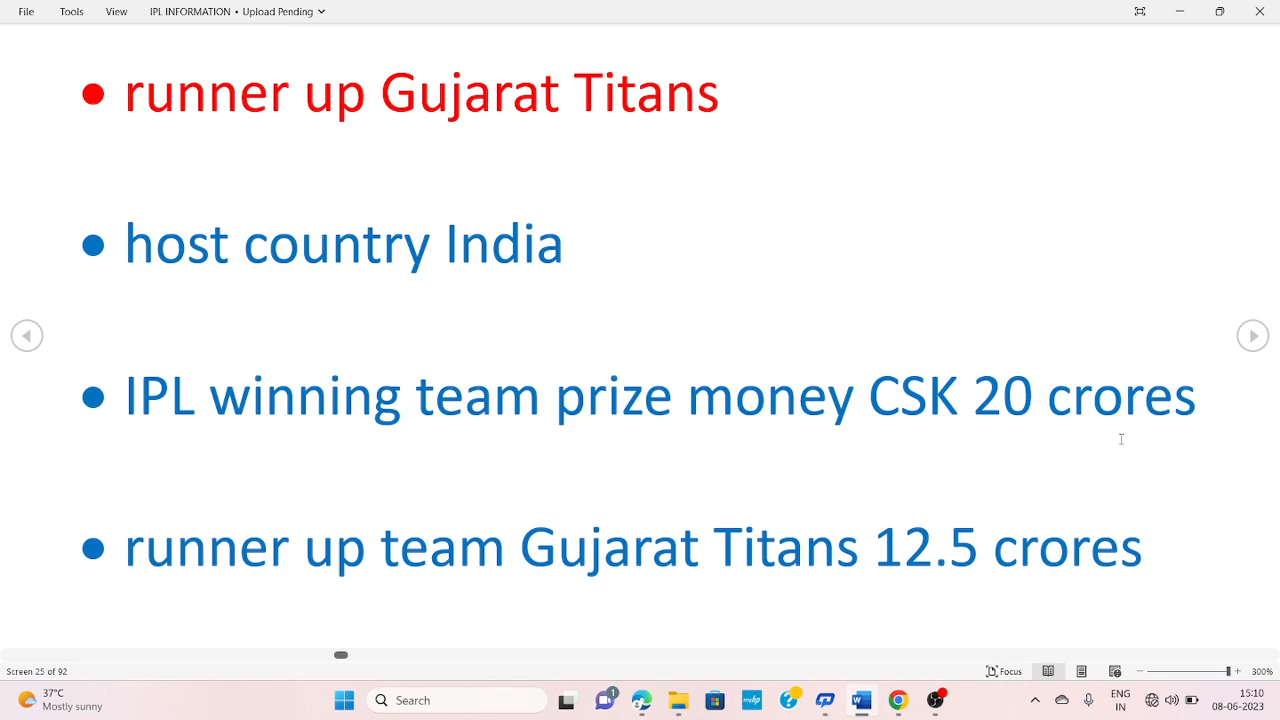 File Tools View IPL INFORMATION • Upload Pending
• runner up Gujarat Titans
• host country India
• IPL winning team prize money CSK 20 crores
• runner up team Gujarat Titans 12.5 crores
Screen 25 of 92 Focus 300%
37°C
Mostly sunny
Search
1
myhp
ENG
IN
15:10
08-06-2023